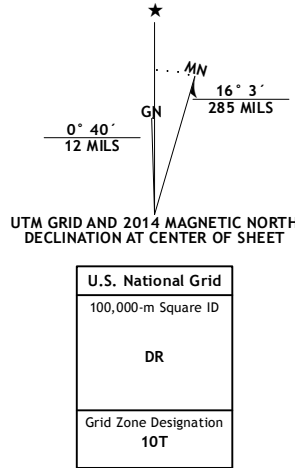 ★
MN
GN
16° 3´
285 MILS
0° 40´
12 MILS
UTM GRID AND 2014 MAGNETIC NORTH
DECLINATION AT CENTER OF SHEET
U.S. National Grid
100,000-m Square ID
DR
Grid Zone Designation
10T